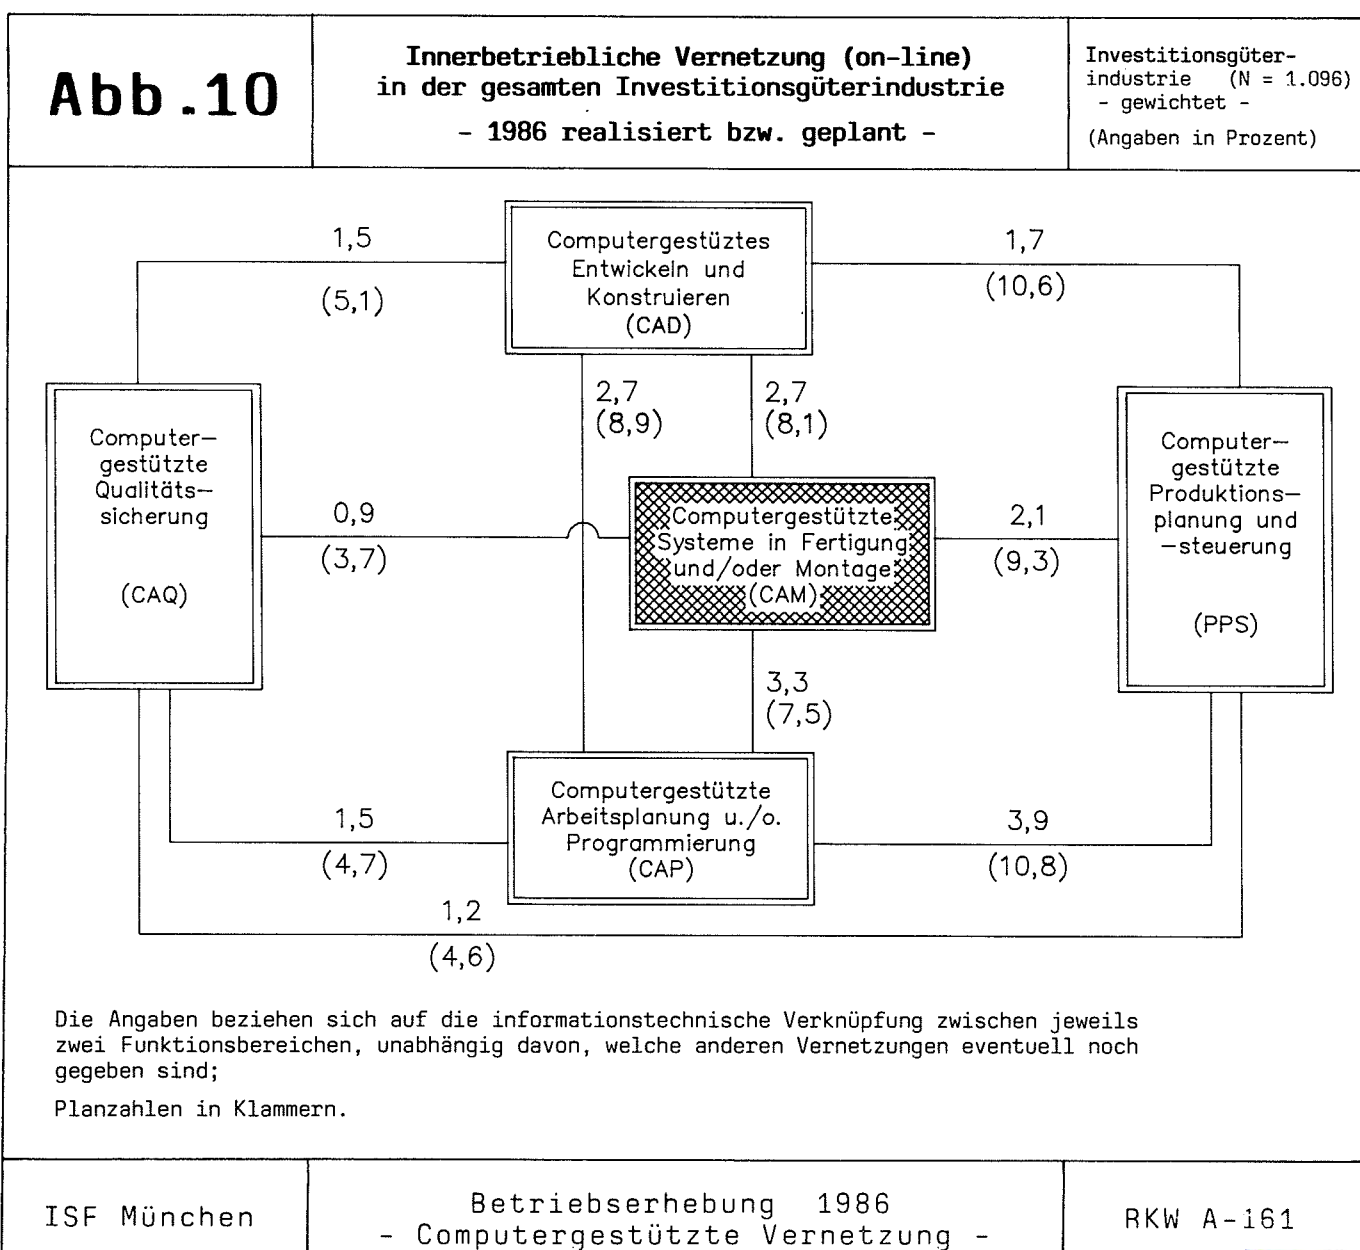 Abb.10
Innerbetriebliche Vernetzung (on-line)
in der gesamten Investitionsgüterindustrie
- 1986 realisiert bzw. geplant -
Investitionsgüter-
industrie (N = 1.096)
- gewichtet -
(Angaben in Prozent)
1,5
(5,1)
Computergestüztes
Entwickeln und
Konstruieren
(CAD)
1,7
(10,6)
2,7
(8,9)
2,7
(8,1)
Computer-
gestützte
Qualitäts-
sicherung
(CAQ)
0,9
(3,7)
Computergestützte
Systeme in Fertigung
und/oder Montage
(CAM)
2,1
(9,3)
Computer-
gestützte
Produktions-
planung und
-steuerung
(PPS)
3,3
(7,5)
1,5
(4,7)
Computergestützte
Arbeitsplanung u./o.
Programmierung
(CAP)
3,9
(10,8)
1,2
(4,6)
Die Angaben beziehen sich auf die informationstechnische Verknüpfung zwischen jeweils
zwei Funktionsbereichen, unabhängig davon, welche anderen Vernetzungen eventuell noch
gegeben sind;
Planzahlen in Klammern.
ISF München
Betriebserhebung 1986
- Computergestützte Vernetzung -
RKW A-161